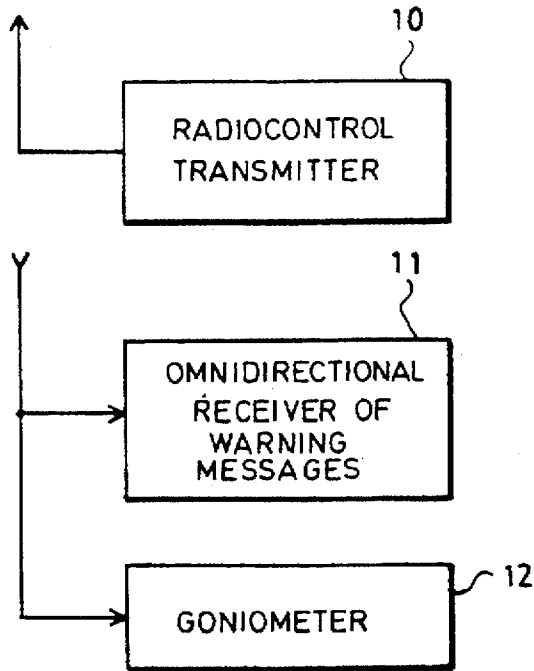 10
RADIOCONTROL
TRANSMITTER
11
OMNIDIRECTIONAL
RECEIVER OF
WARNING
MESSAGES
12
GONIOMETER